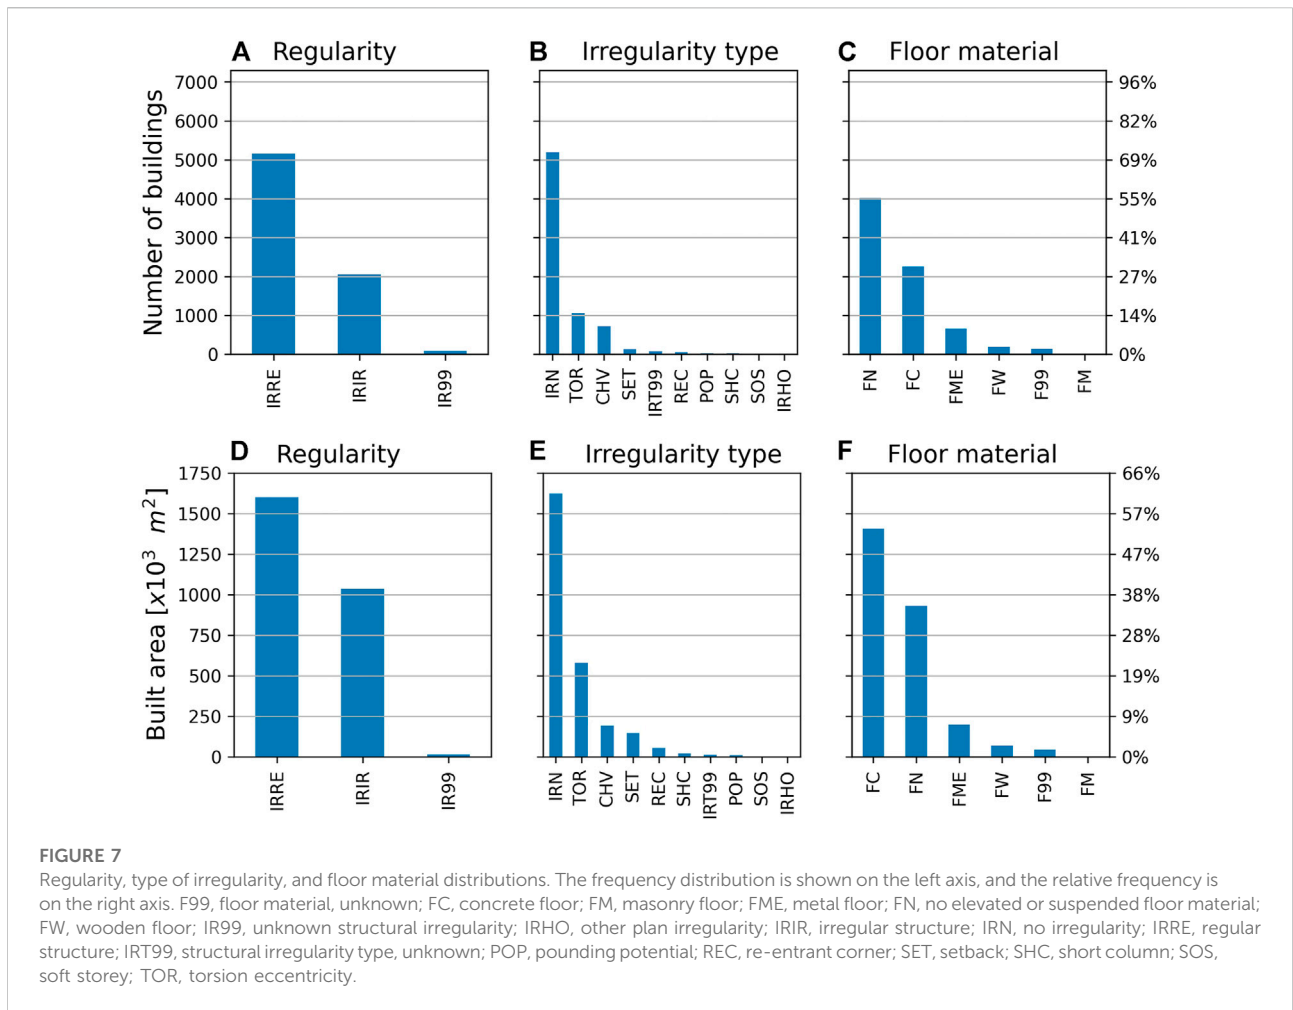 A Regularity
B Irregularity type
C Floor material
Number of buildings
7000
6000
5000
4000
3000
2000
1000
0
IRRE
IRIR
IR99
IRN
TOR
CHV
SET
IRT99
REC
POP
SHC
SOS
IRHO
FN
FC
FME
FW
F99
FM
96%
82%
69%
55%
41%
27%
14%
0%
D Regularity
E Irregularity type
F Floor material
Built area [x10³ m²]
1750
1500
1250
1000
750
500
250
0
IRRE
IRIR
IR99
IRN
TOR
CHV
SET
REC
SHC
IRT99
POP
SOS
IRHO
FC
FN
FME
FW
F99
FM
66%
57%
47%
38%
28%
19%
9%
0%
FIGURE 7
Regularity, type of irregularity, and floor material distributions. The frequency distribution is shown on the left axis, and the relative frequency is
on the right axis. F99, floor material, unknown; FC, concrete floor; FM, masonry floor; FME, metal floor; FN, no elevated or suspended floor material;
FW, wooden floor; IR99, unknown structural irregularity; IRHO, other plan irregularity; IRIR, irregular structure; IRN, no irregularity; IRRE, regular
structure; IRT99, structural irregularity type, unknown; POP, pounding potential; REC, re-entrant corner; SET, setback; SHC, short column; SOS,
soft storey; TOR, torsion eccentricity.